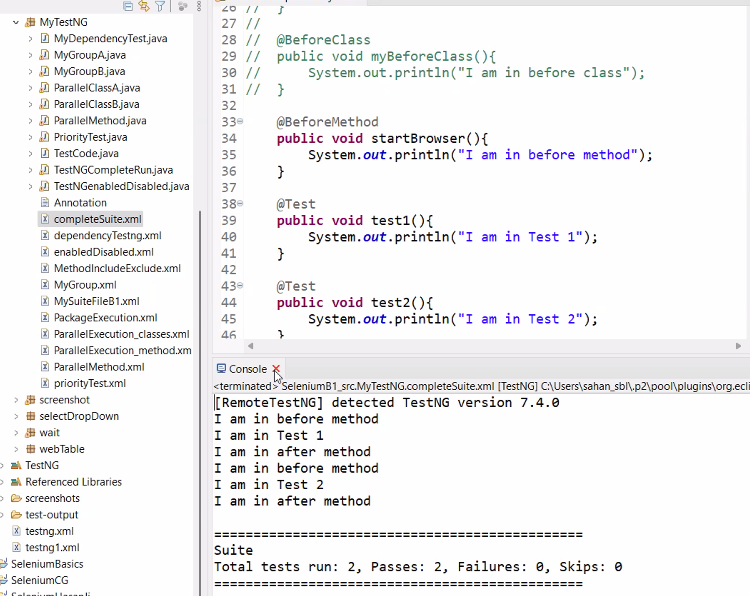 MyTestNG
MyDependencyTest.java
MyGroupA.java
MyGroupB.java
ParallelClassA.java
ParallelClassB.java
ParallelMethod.java
PriorityTest.java
TestCode.java
TestNGCompleteRun.java
TestNGenabledDisabled.java
Annotation
completeSuite.xml
dependencyTestng.xml
enabledDisabled.xml
MethodIncludeExclude.xml
MyGroup.xml
MySuiteFileB1.xml
PackageExecution.xml
ParallelExecution_classes.xml
ParallelExecution_method.xm
ParallelMethod.xml
priorityTest.xml
screenshot
selectDropDown
wait
webTable
TestNG
Referenced Libraries
screenshots
test-output
testng.xml
testng1.xml
SeleniumBasics
SeleniumCG
26 // }
27 //
28 // @BeforeClass
29 // public void myBeforeClass(){
30 // System.out.println("I am in before class");
31 // }
32
33 @BeforeMethod
34 public void startBrowser(){
35 System.out.println("I am in before method");
36 }
37
38 @Test
39 public void test1(){
40 System.out.println("I am in Test 1");
41 }
42
43 @Test
44 public void test2(){
45 System.out.println("I am in Test 2");
46 }
Console
<terminated> SeleniumB1_src.MyTestNG.completeSuite.xml [TestNG] C:\Users\sahan_sbl\.p2\pool\plugins\org.ecli
[RemoteTestNG] detected TestNG version 7.4.0
I am in before method
I am in Test 1
I am in after method
I am in before method
I am in Test 2
I am in after method
===============================================
Suite
Total tests run: 2, Passes: 2, Failures: 0, Skips: 0
===============================================